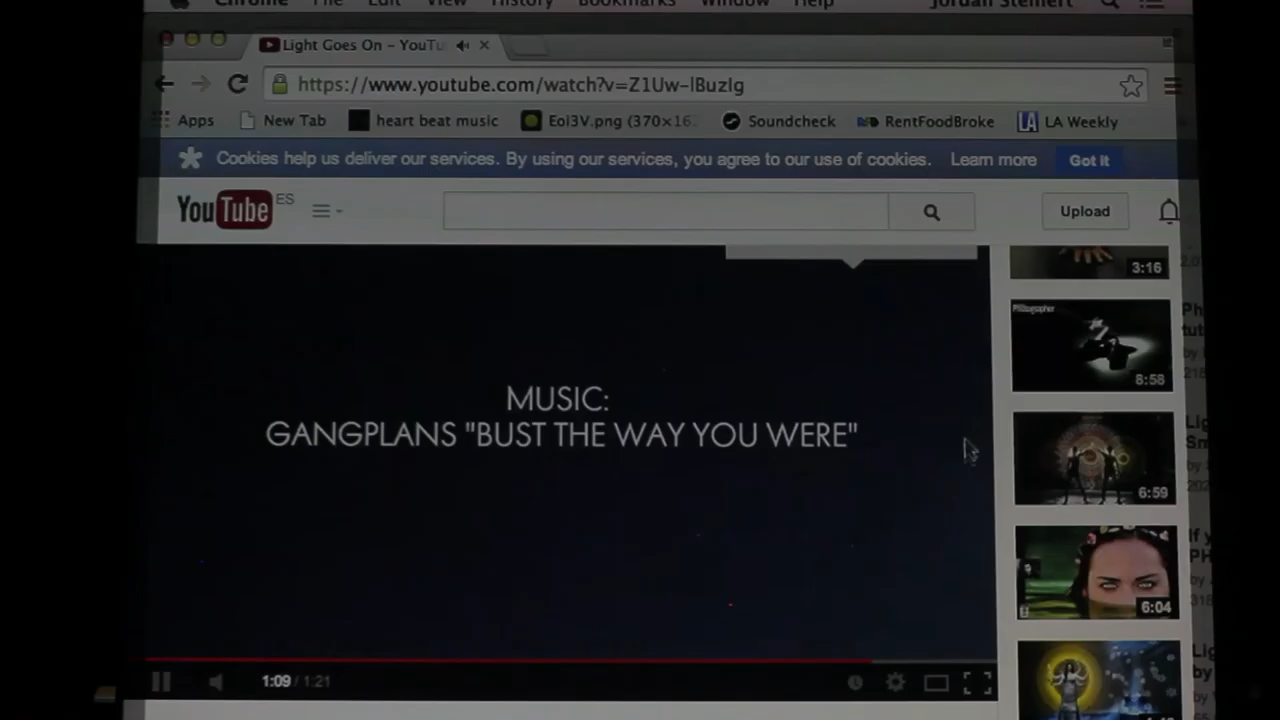 Chrome File Edit View History Bookmarks Window Help Jordan Steinert
Light Goes On – YouTu
https://www.youtube.com/watch?v=Z1Uw-lBuzIg
Apps New Tab heart beat music Eoi3V.png (370×16 Soundcheck RentFoodBroke LA LA Weekly
Cookies help us deliver our services. By using our services, you agree to our use of cookies. Learn more Got it
YouTube ES Upload
3:16
8:58
MUSIC:
GANGPLANS "BUST THE WAY YOU WERE"
6:59
6:04
1:09 / 1:21